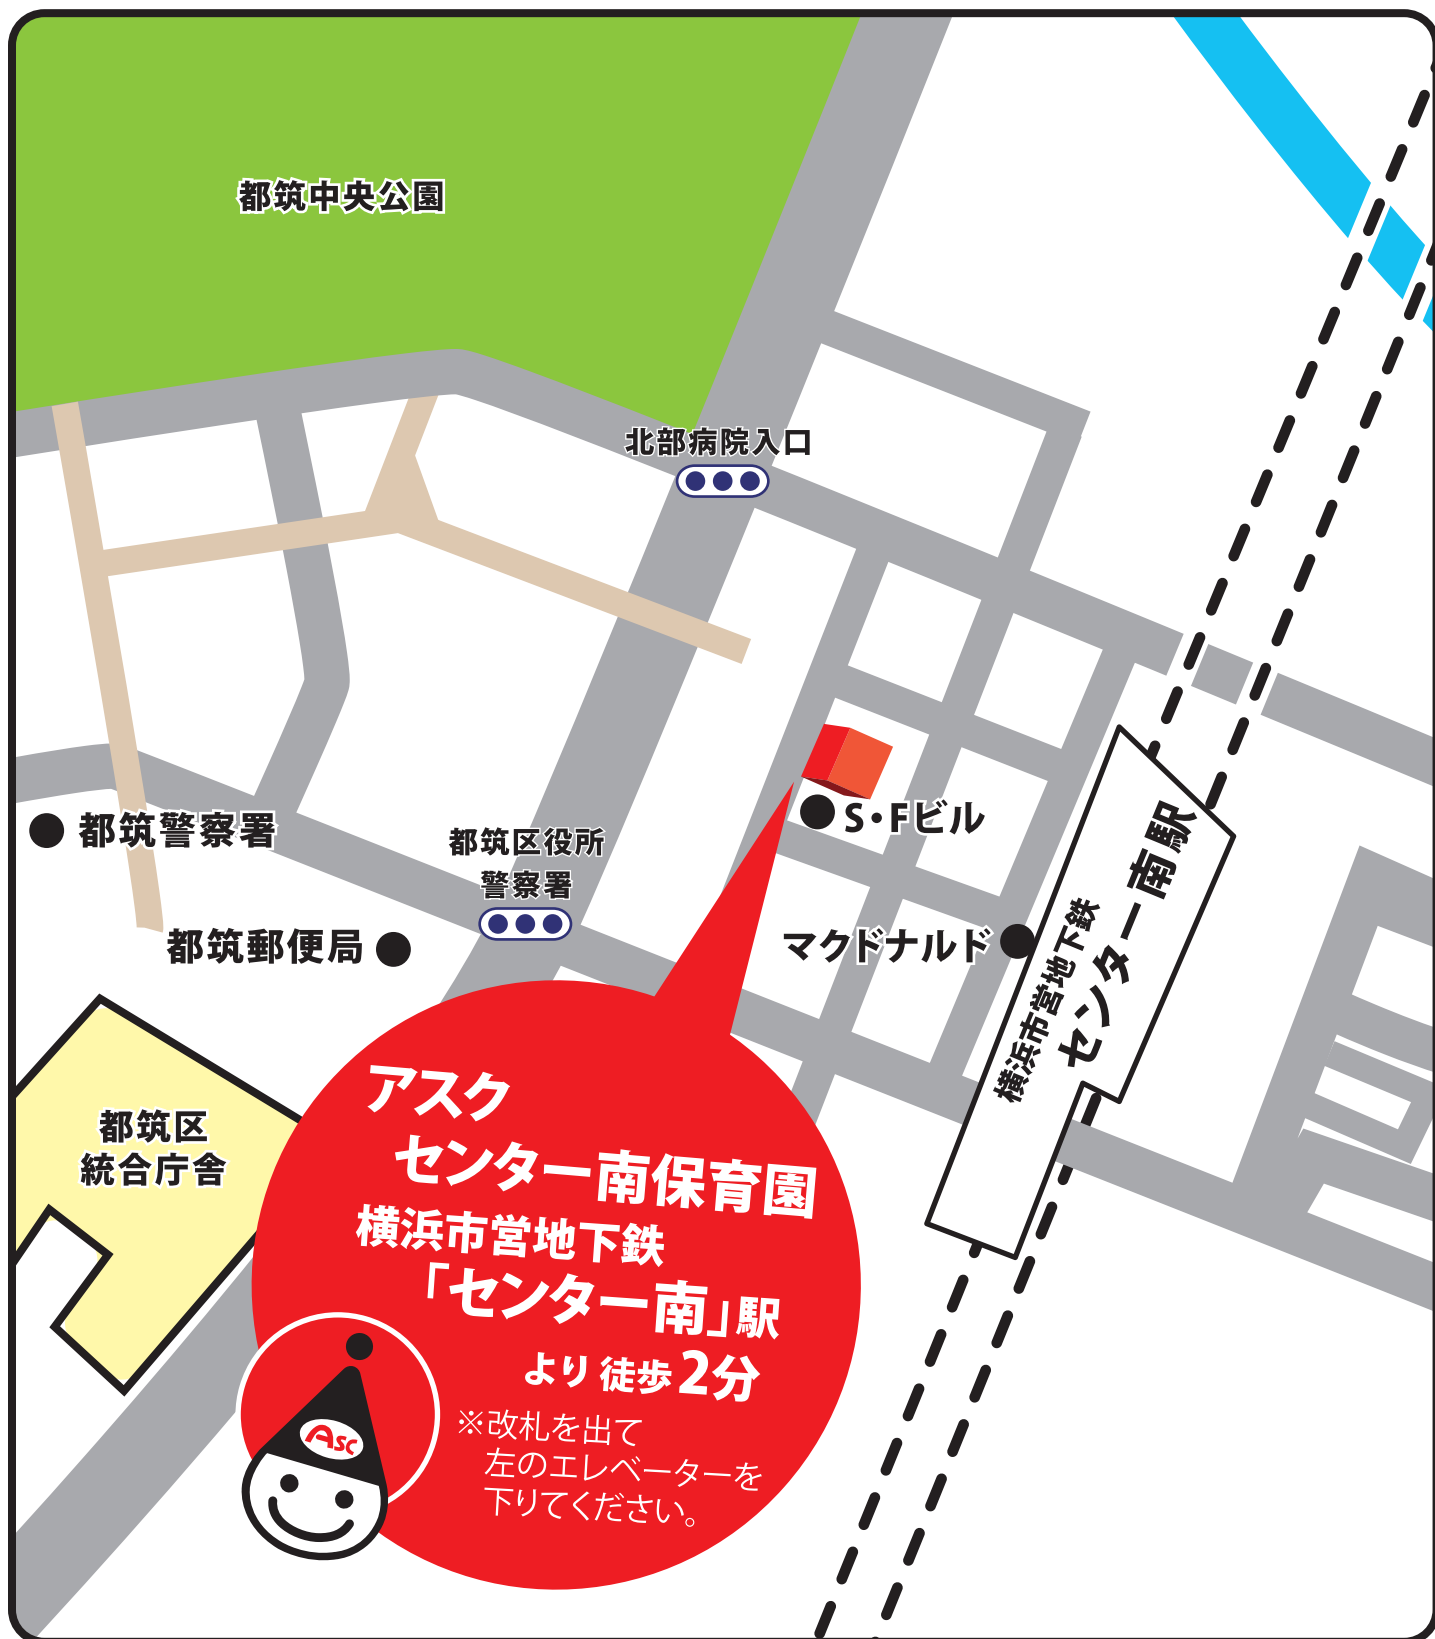 都筑中央公園
北部病院入口
都筑警察署
都筑区役所
警察署
S・Fビル
都筑郵便局
マクドナルド
横浜市営地下鉄
センター南駅
都筑区
統合庁舎
アスク
センター南保育園
横浜市営地下鉄
「センター南」駅
より 徒歩2分
※改札を出て
左のエレベーターを
下りてください。
ASC